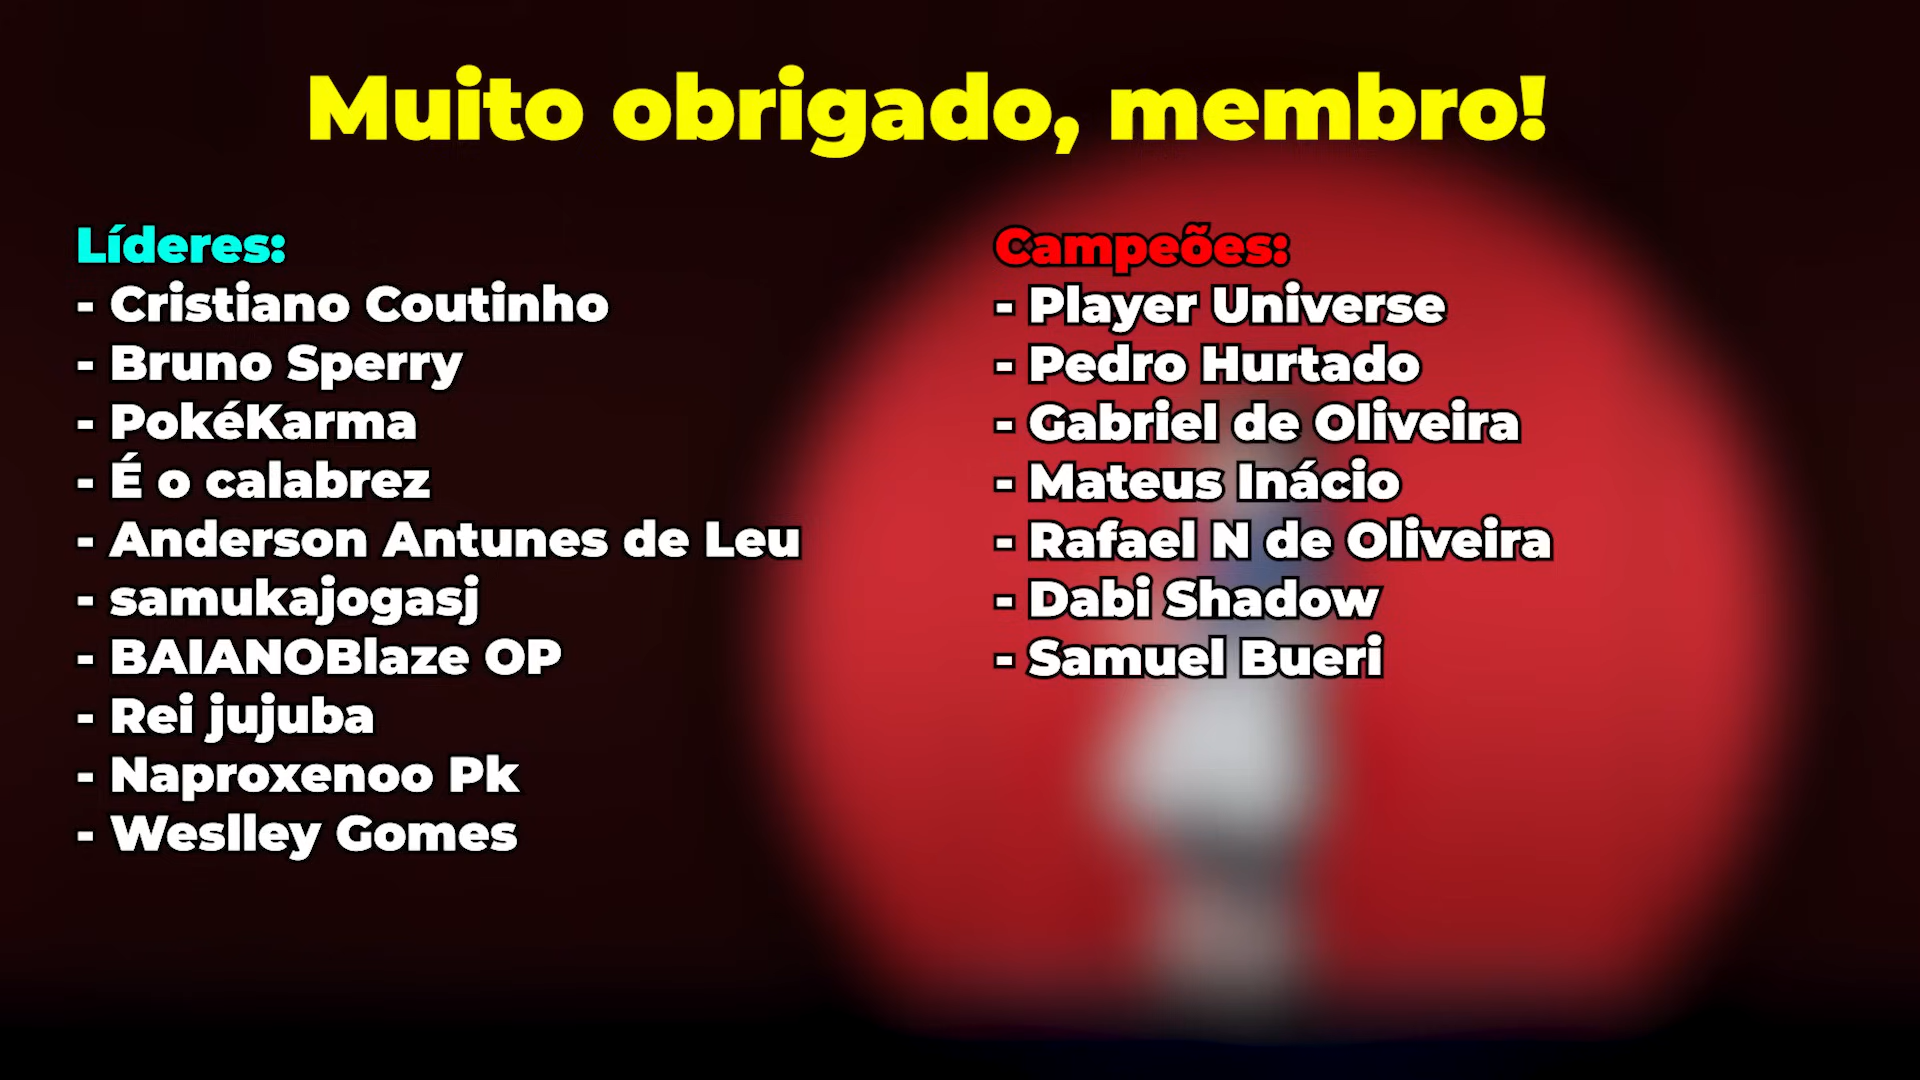 Muito obrigado, membro!
Líderes:
- Cristiano Coutinho
- Bruno Sperry
- PokéKarma
- É o calabrez
- Anderson Antunes de Leu
- samukajogasj
- BAIANOBlaze OP
- Rei jujuba
- Naproxenoo Pk
- Weslley Gomes
Campeões:
- Player Universe
- Pedro Hurtado
- Gabriel de Oliveira
- Mateus Inácio
- Rafael N de Oliveira
- Dabi Shadow
- Samuel Bueri